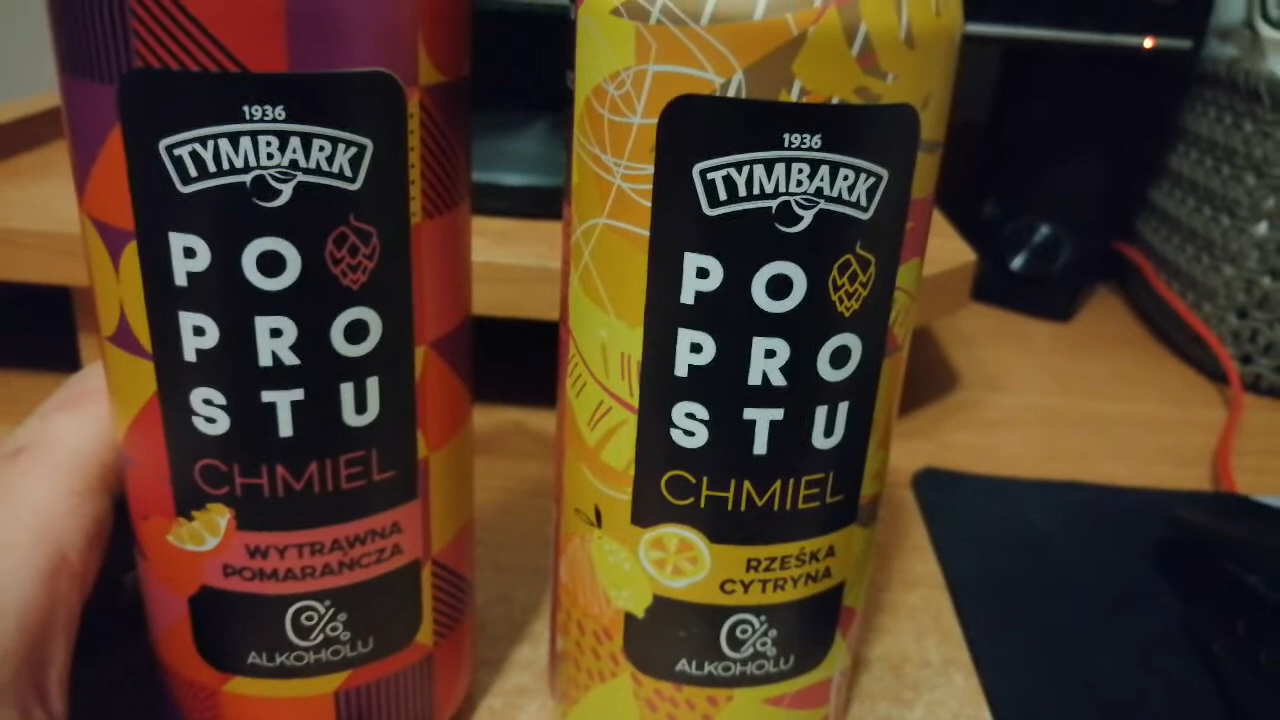 1936
TYMBARK
PO
PRO
STU
CHMIEL
WYTRAWNA
POMARAŃCZA
0%
ALKOHOLU
1936
TYMBARK
PO
PRO
STU
CHMIEL
RZEŚKA
CYTRYNA
0%
ALKOHOLU